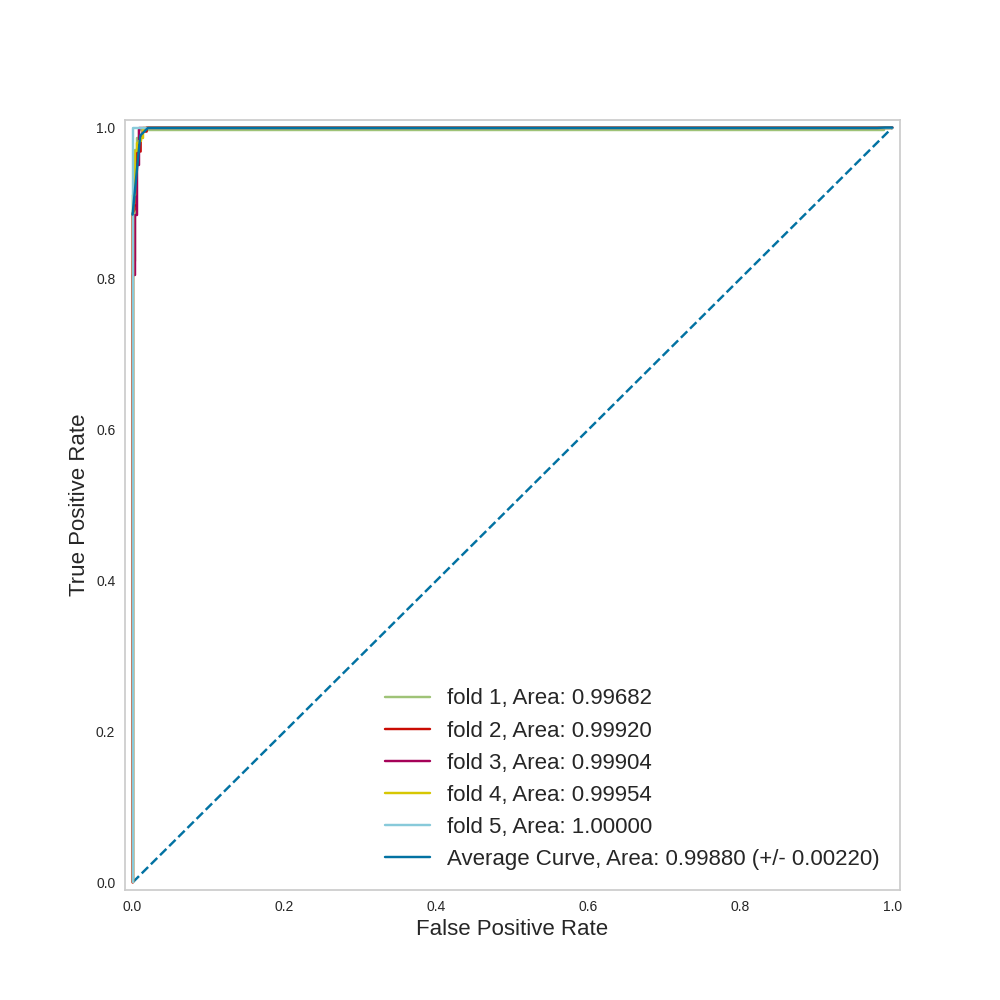 1.0
0.8
0.6
0.4
0.2
0.0
True Positive Rate
fold 1, Area: 0.99682
fold 2, Area: 0.99920
fold 3, Area: 0.99904
fold 4, Area: 0.99954
fold 5, Area: 1.00000
Average Curve, Area: 0.99880 (+/- 0.00220)
0.0 0.2 0.4 0.6 0.8 1.0
False Positive Rate